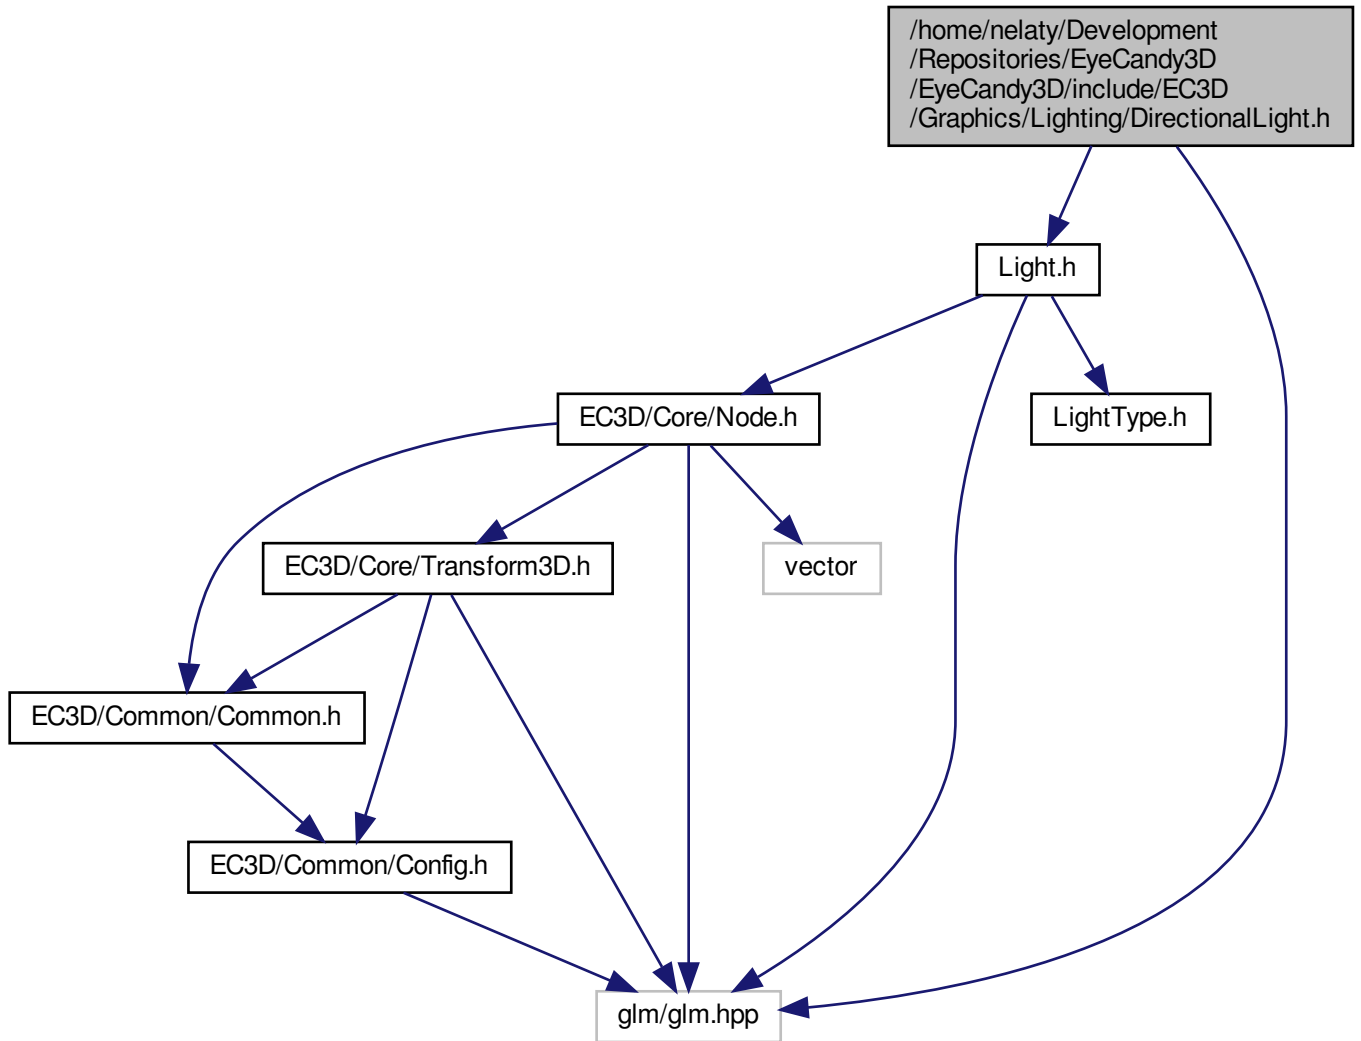 /home/nelaty/Development
/Repositories/EyeCandy3D
/EyeCandy3D/include/EC3D
/Graphics/Lighting/DirectionalLight.h
Light.h
EC3D/Core/Node.h
LightType.h
EC3D/Core/Transform3D.h
vector
EC3D/Common/Common.h
EC3D/Common/Config.h
glm/glm.hpp